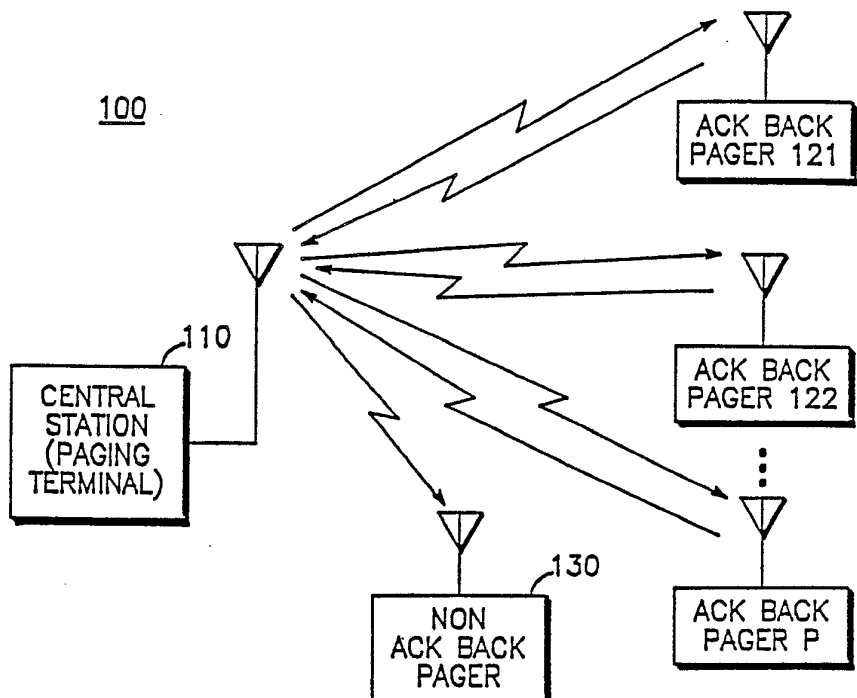 100
ACK BACK
PAGER 121
110
CENTRAL
STATION
(PAGING
TERMINAL)
ACK BACK
PAGER 122
130
NON
ACK BACK
PAGER
ACK BACK
PAGER P